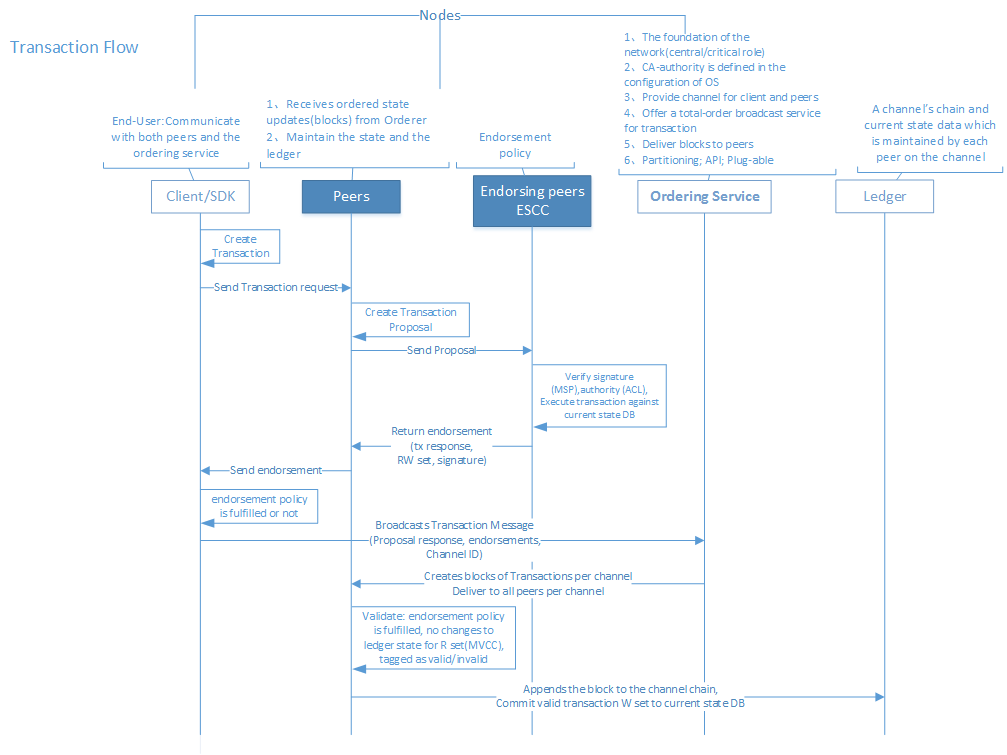 Nodes
Transaction Flow
End-User:Communicate
with both peers and the
ordering service
1、Receives ordered state
updates(blocks) from Orderer
2、Maintain the state and the
ledger
Endorsement
policy
1、The foundation of the
network(central/critical role)
2、CA-authority is defined in the
configuration of OS
3、Provide channel for client and peers
4、Offer a total-order broadcast service
for transaction
5、Deliver blocks to peers
6、Partitioning; API; Plug-able
A channel's chain and
current state data which
is maintained by each
peer on the channel
Client/SDK
Peers
Endorsing peers
ESCC
Ordering Service
Ledger
Create
Transaction
Send Transaction request
Create Transaction
Proposal
Send Proposal
Verify signature
(MSP),authority (ACL),
Execute transaction against
current state DB
Return endorsement
(tx response,
RW set, signature)
Send endorsement
endorsement policy
is fulfilled or not
Broadcasts Transaction Message
(Proposal response, endorsements,
Channel ID)
Creates blocks of Transactions per channel
Deliver to all peers per channel
Validate: endorsement policy
is fulfilled, no changes to
ledger state for R set(MVCC),
tagged as valid/invalid
Appends the block to the channel chain,
Commit valid transaction W set to current state DB